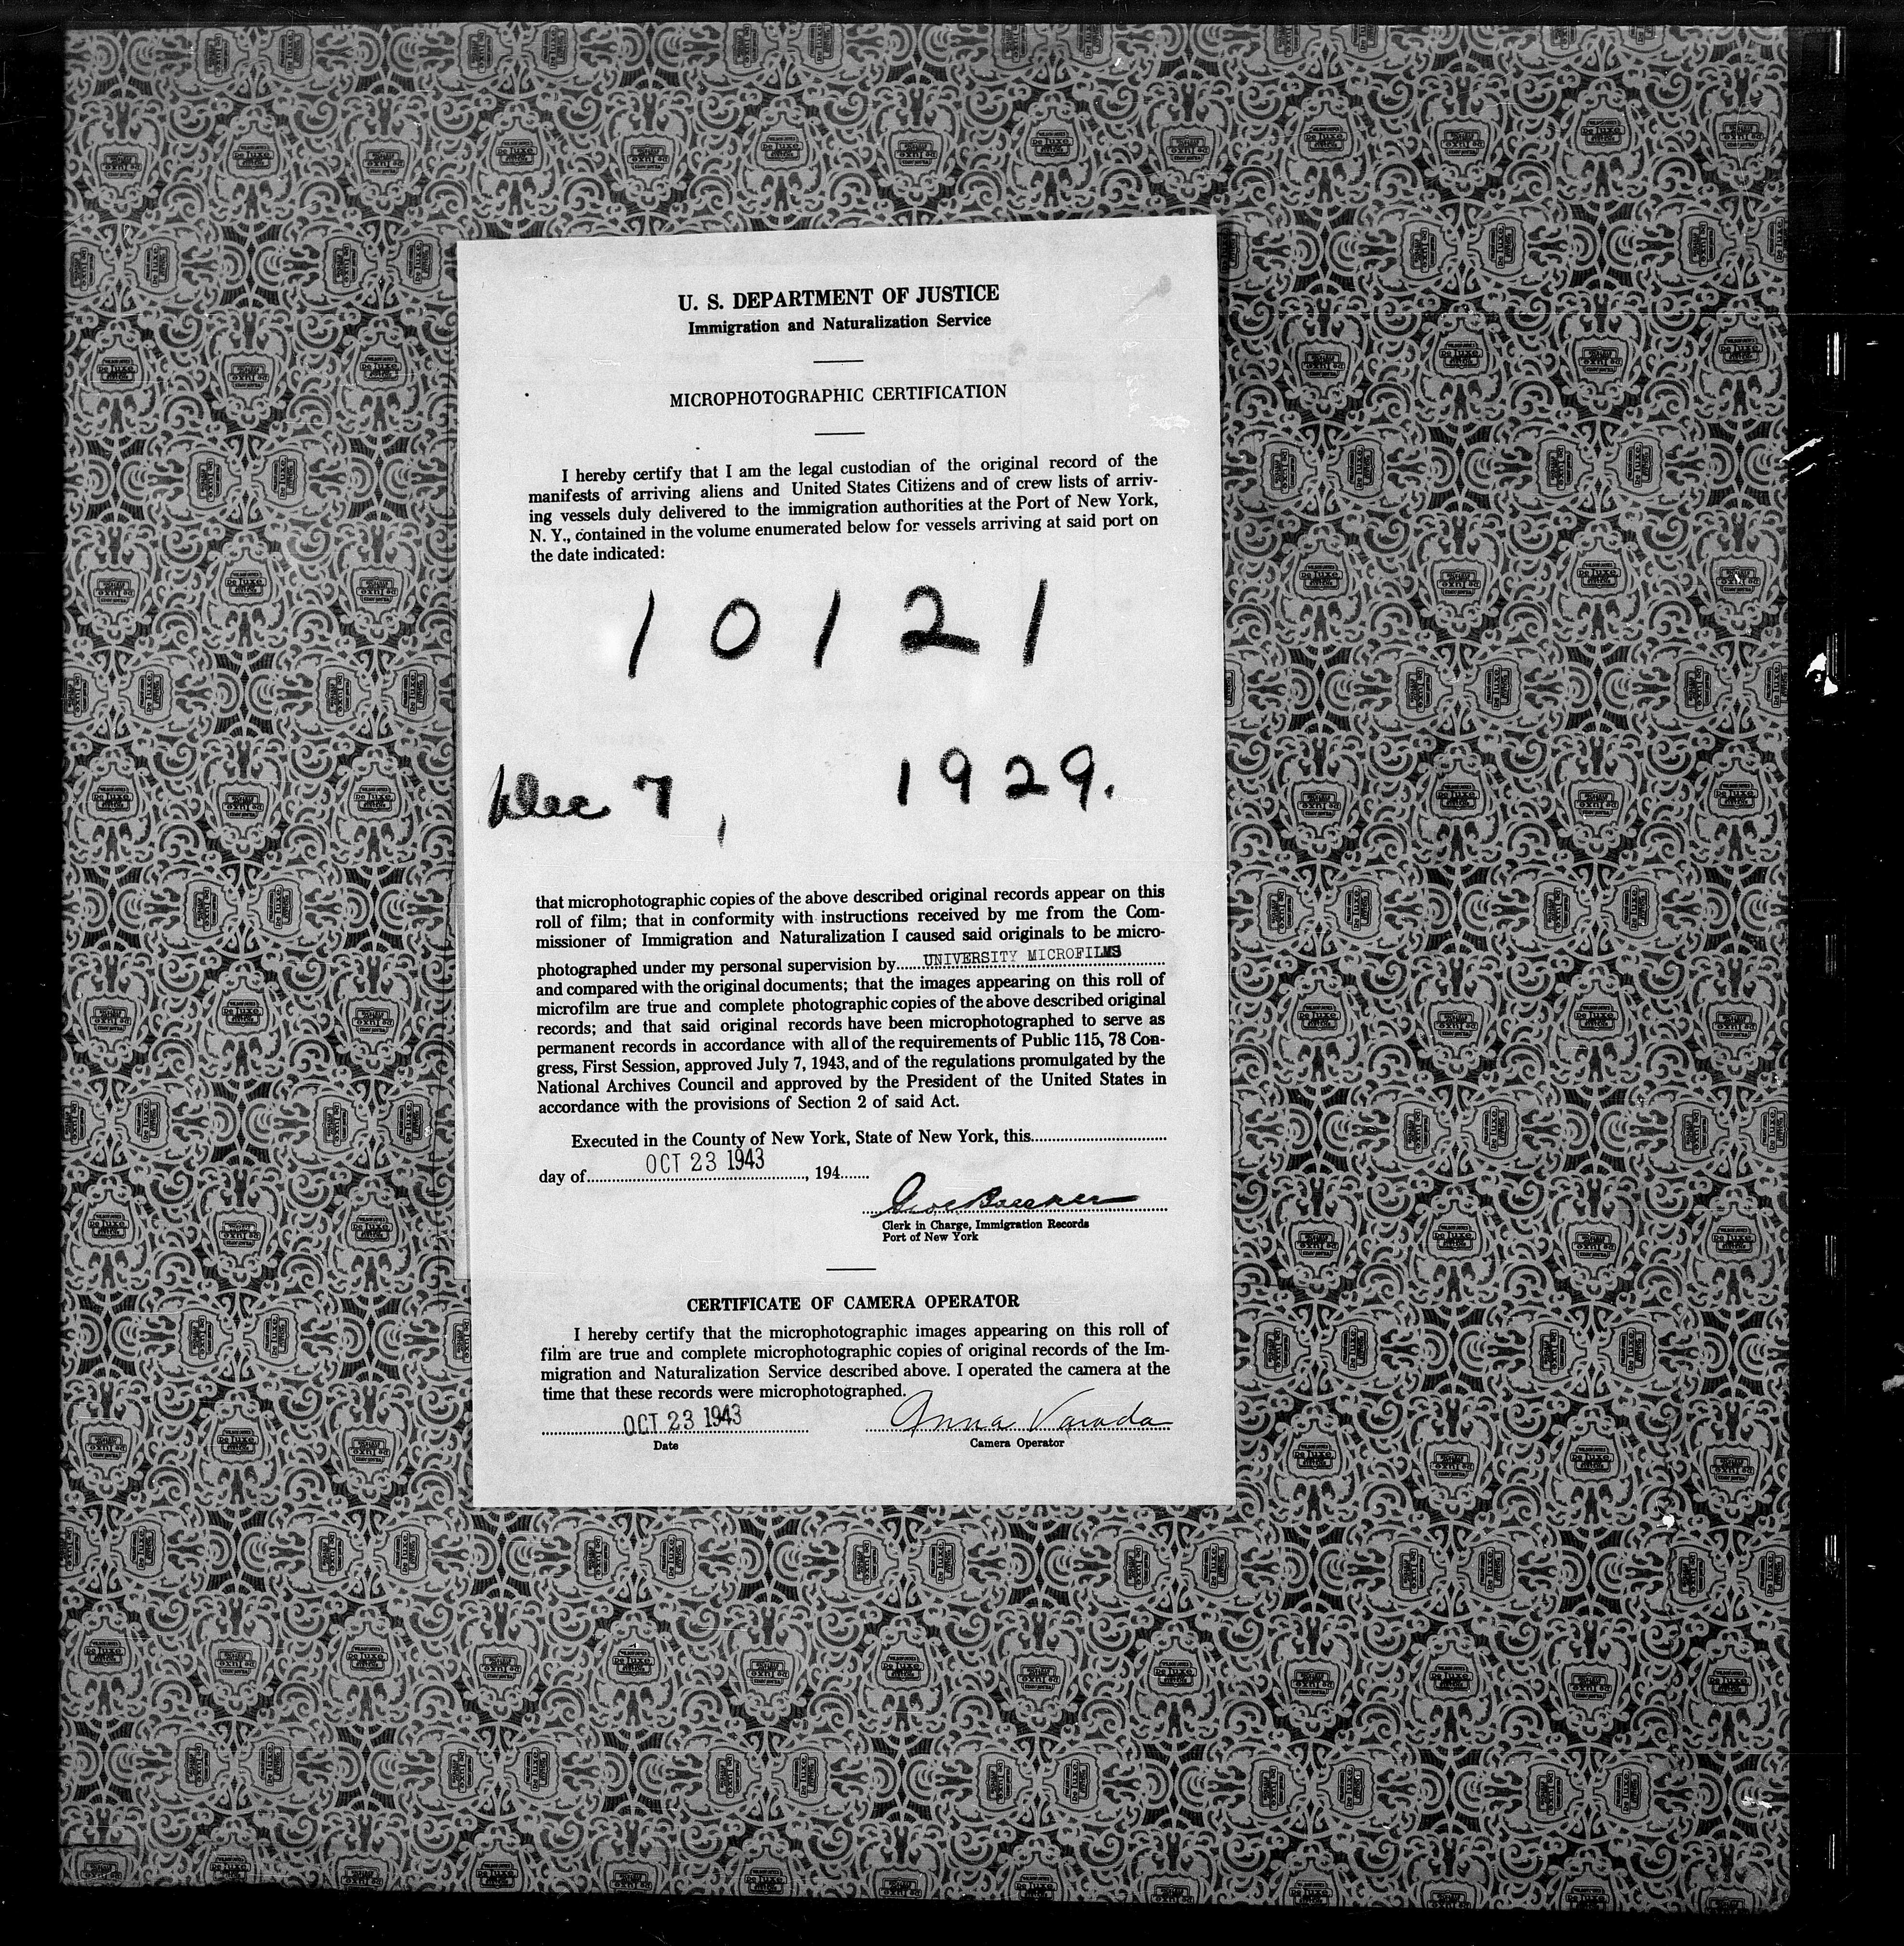 U. S. DEPARTMENT OF JUSTICE
Immigration and Naturalization Service
MICROPHOTOGRAPHIC CERTIFICATION
I hereby certify that I am the legal custodian of the original record of the
manifests of arriving aliens and United States Citizens and of crew lists of arriv-
ing vessels duly delivered to the immigration authorities at the Port of New York,
N. Y., contained in the volume enumerated below for vessels arriving at said port on
the date indicated:
10121
Dec 7, 1929.
that microphotographic copies of the above described original records appear on this
roll of film; that in conformity with instructions received by me from the Com-
missioner of Immigration and Naturalization I caused said originals to be micro-
photographed under my personal supervision by UNIVERSITY MICROFILMS
and compared with the original documents; that the images appearing on this roll of
microfilm are true and complete photographic copies of the above described original
records; and that said original records have been microphotographed to serve as
permanent records in accordance with all of the requirements of Public 115, 78 Con-
gress, First Session, approved July 7, 1943, and of the regulations promulgated by the
National Archives Council and approved by the President of the United States in
accordance with the provisions of Section 2 of said Act.
Executed in the County of New York, State of New York, this
day of OCT 23 1943, 194
Clerk in Charge, Immigration Records
Port of New York
CERTIFICATE OF CAMERA OPERATOR
I hereby certify that the microphotographic images appearing on this roll of
film are true and complete microphotographic copies of original records of the Im-
migration and Naturalization Service described above. I operated the camera at the
time that these records were microphotographed.
OCT 23 1943 Anna Varada
Date Camera Operator
WILSON JONES
De Luxe